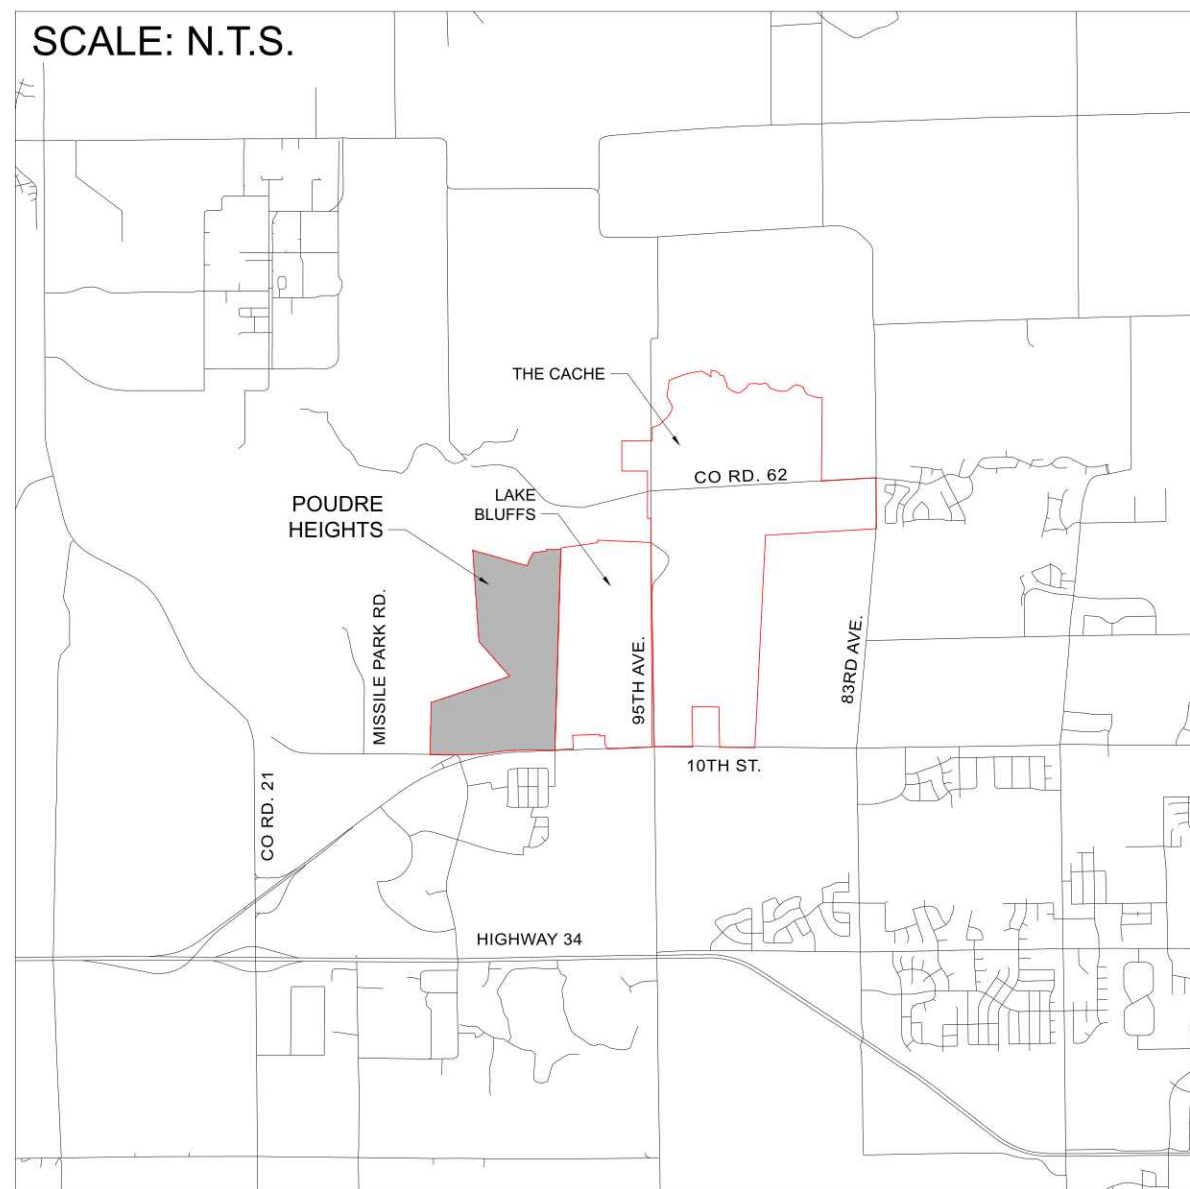 SCALE: N.T.S.
THE CACHE
CO RD. 62
LAKE
BLUFFS
POUDRE
HEIGHTS
MISSILE PARK RD.
95TH AVE.
83RD AVE.
10TH ST.
CO RD. 21
HIGHWAY 34